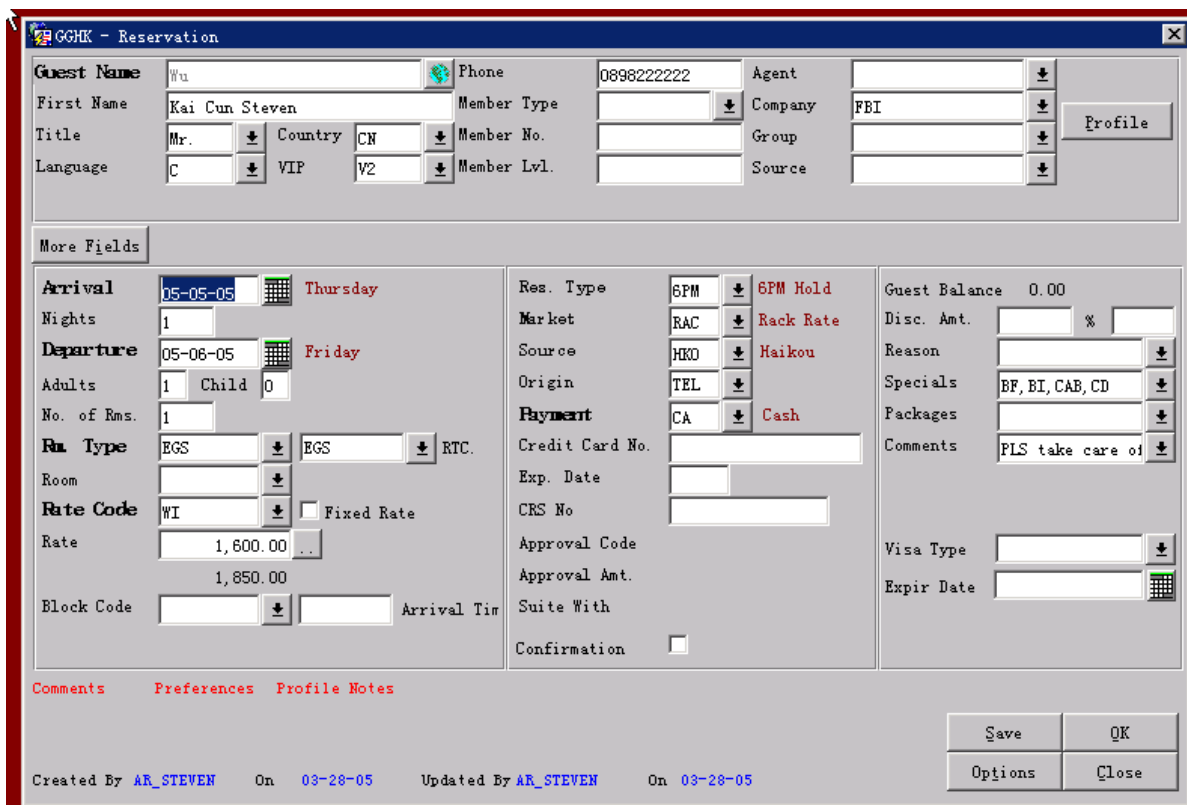 GGHK - Reservation
Guest Name Wu Phone 0898222222 Agent
First Name Kai Cun Steven Member Type Company FBI
Profile
Title Mr. Country CN Member No. Group
Language C VIP V2 Member Lvl. Source
More Fields
Arrival 05-05-05 Thursday
Nights 1
Departure 05-06-05 Friday
Adults 1 Child 0
No. of Rms. 1
Rm. Type EGS EGS RTC.
Room
Rate Code WI Fixed Rate
Rate 1,600.00 ..
1,850.00
Block Code Arrival Tim
Res. Type 6PM 6PM Hold
Market RAC Rack Rate
Source HKO Haikou
Origin TEL
Payment CA Cash
Credit Card No.
Exp. Date
CRS No
Approval Code
Approval Amt.
Suite With
Confirmation
Guest Balance 0.00
Disc. Amt. %
Reason
Specials BF, BI, CAB, CD
Packages
Comments PLS take care of
Visa Type
Expir Date
Comments Preferences Profile Notes
Save OK
Options Close
Created By AR_STEVEN On 03-28-05 Updated By AR_STEVEN On 03-28-05